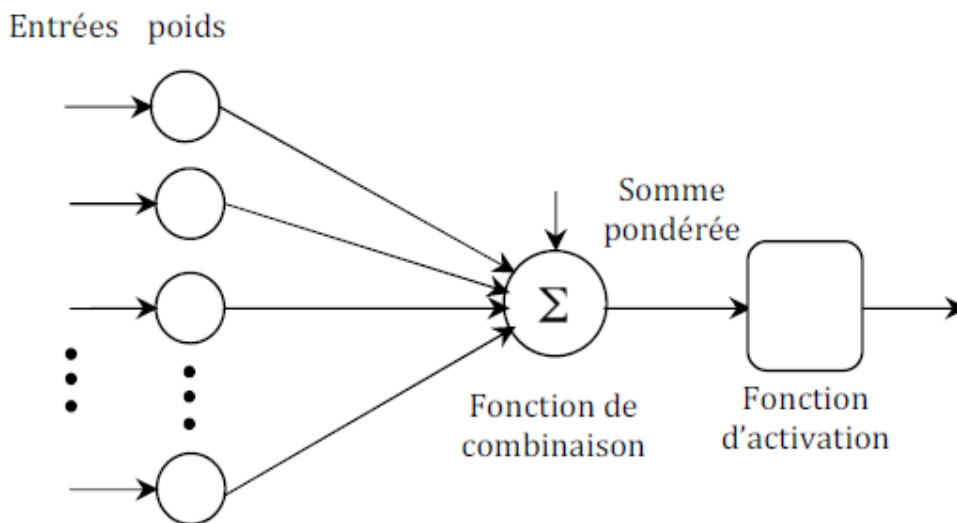 Entrées poids
Somme
pondérée
Σ
Fonction de
combinaison
Fonction
d’activation